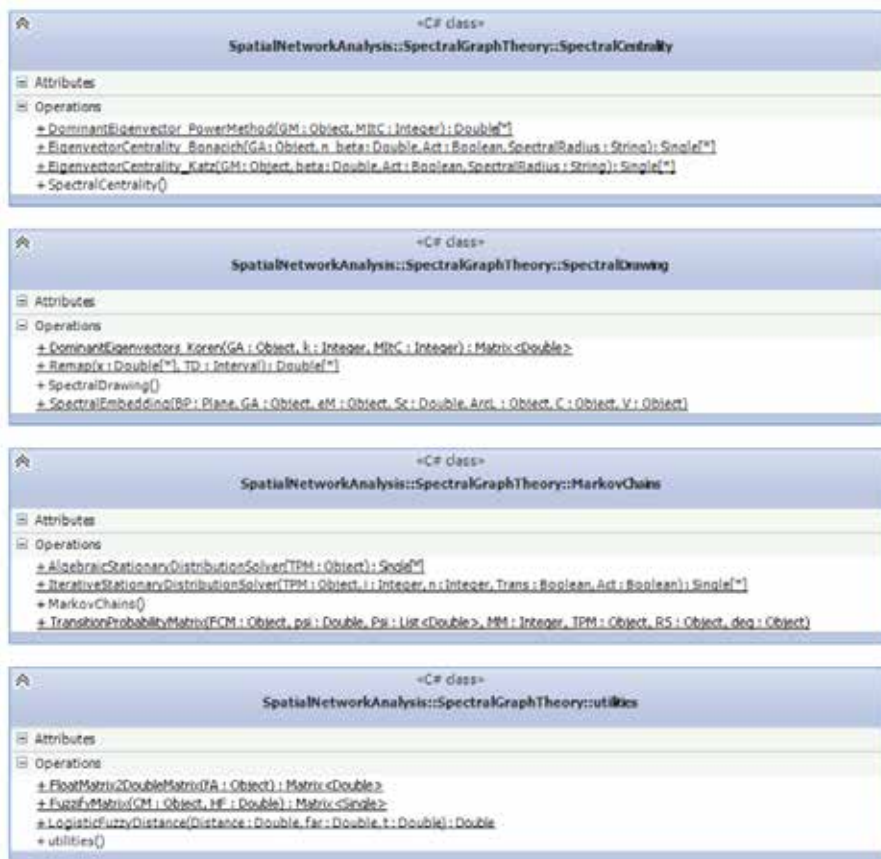 «C# class»
SpatialNetworkAnalysis::SpectralGraphTheory::SpectralCentrality
Attributes
Operations
+ DominantEigenvector_PowerMethod(GM : Object, MItC : Integer) : Double[*]
+ EigenvectorCentrality_Bonacich(GA : Object, n_beta : Double, Act : Boolean, SpectralRadius : String) : Single[*]
+ EigenvectorCentrality_Katz(GM : Object, beta : Double, Act : Boolean, SpectralRadius : String) : Single[*]
+ SpectralCentrality()
«C# class»
SpatialNetworkAnalysis::SpectralGraphTheory::SpectralDrawing
Attributes
Operations
+ DominantEigenvectors_Koren(GA : Object, k : Integer, MItC : Integer) : Matrix<Double>
+ Remap(x : Double[*], TD : Interval) : Double[*]
+ SpectralDrawing()
+ SpectralEmbedding(BP : Plane, GA : Object, eM : Object, Sc : Double, ArcL : Object, C : Object, V : Object)
«C# class»
SpatialNetworkAnalysis::SpectralGraphTheory::MarkovChains
Attributes
Operations
+ AlgebraicStationaryDistributionSolver(TPM : Object) : Single[*]
+ IterativeStationaryDistributionSolver(TPM : Object, i : Integer, n : Integer, Trans : Boolean, Act : Boolean) : Single[*]
+ MarkovChains()
+ TransitionProbabilityMatrix(FCM : Object, psi : Double, Psi : List<Double>, MM : Integer, TPM : Object, RS : Object, deg : Object)
«C# class»
SpatialNetworkAnalysis::SpectralGraphTheory::utilities
Attributes
Operations
+ FloatMatrix2DoubleMatrix(fA : Object) : Matrix<Double>
+ FuzzifyMatrix(CM : Object, HF : Double) : Matrix<Single>
+ LogisticFuzzyDistance(Distance : Double, far : Double, t : Double) : Double
+ utilities()